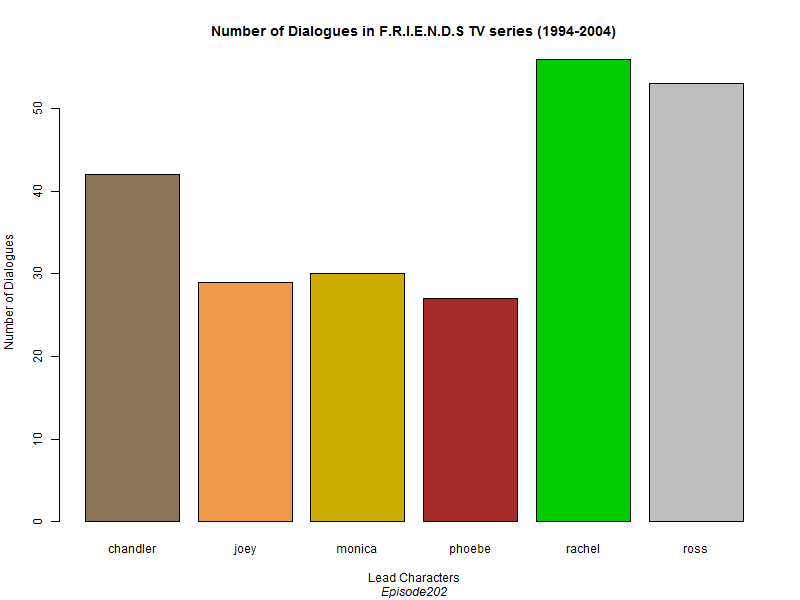 Number of Dialogues in F.R.I.E.N.D.S TV series (1994-2004)
Number of Dialogues
50
40
30
20
10
0
chandler joey monica phoebe rachel ross
Lead Characters
Episode202